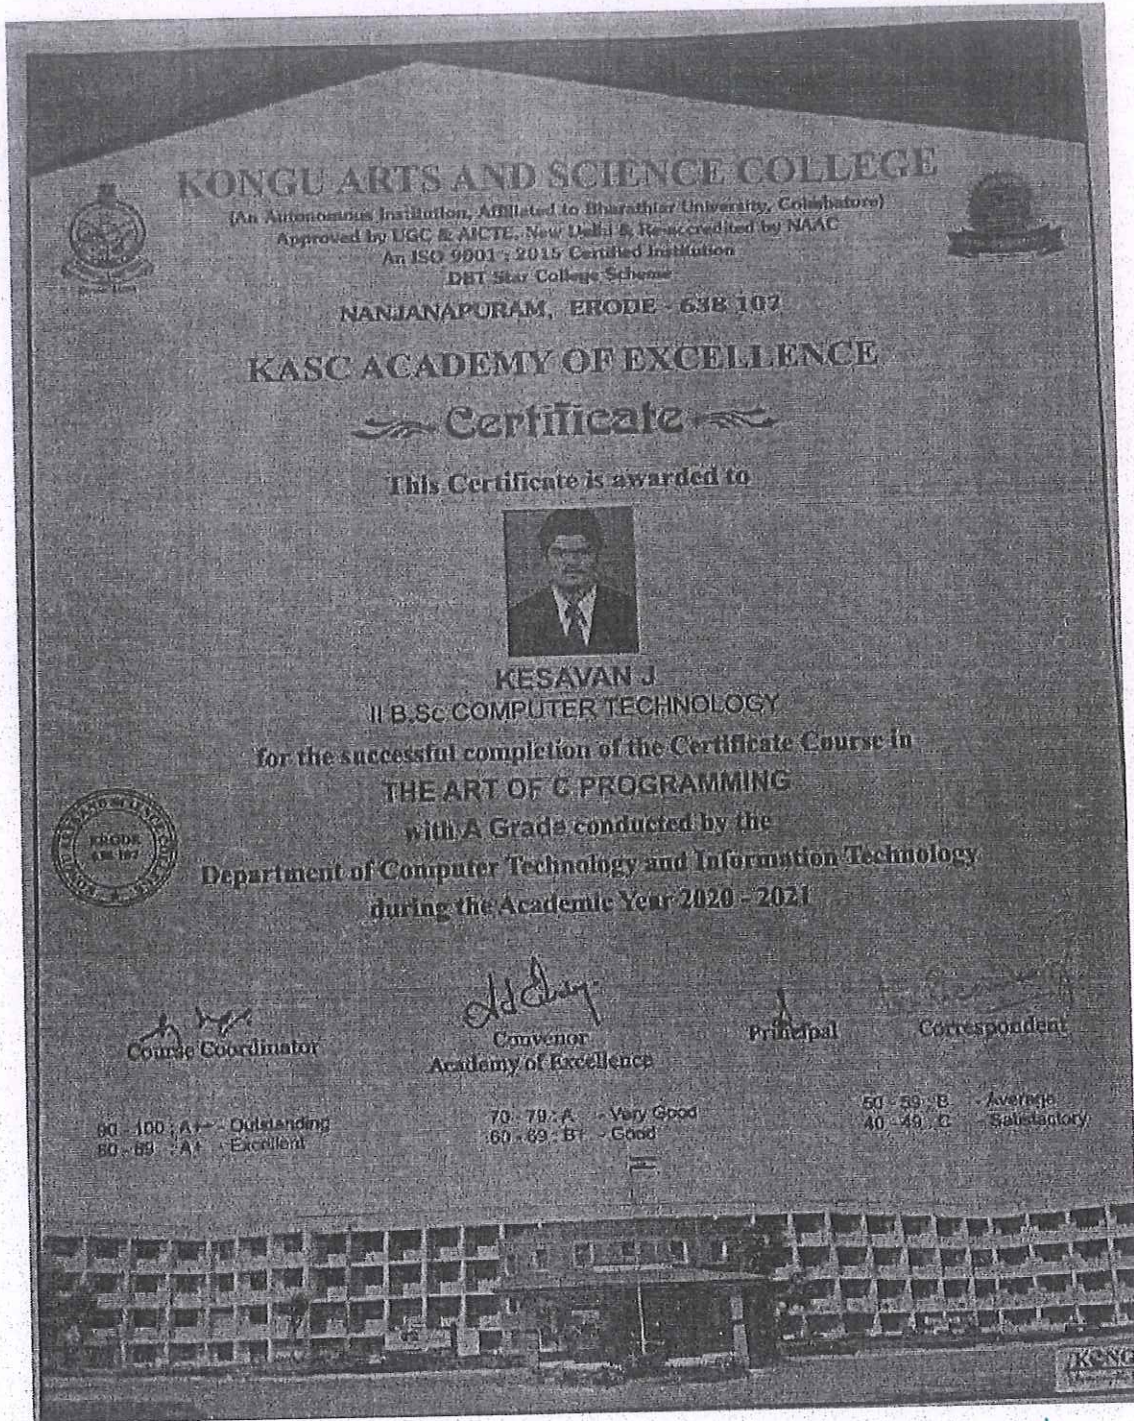 KONGU ARTS AND SCIENCE COLLEGE
(An Autonomous Institution, Affiliated to Bharathiar University, Coimbatore)
Approved by UGC & AICTE, New Delhi & Re-accredited by NAAC
An ISO 9001 : 2015 Certified Institution
DBT Star College Scheme
NANJANAPURAM, ERODE - 638 107
KASC ACADEMY OF EXCELLENCE
Certificate
This Certificate is awarded to
KESAVAN J
II B.Sc COMPUTER TECHNOLOGY
for the successful completion of the Certificate Course in
THE ART OF C PROGRAMMING
with A Grade conducted by the
ERODE
638 107
Department of Computer Technology and Information Technology
during the Academic Year 2020 - 2021
Course Coordinator
Convenor
Academy of Excellence
Principal
Correspondent
90 - 100 : A++ - Outstanding
80 - 89 : A+ - Excellent
70 - 79 : A - Very Good
60 - 69 : B+ - Good
50 - 59 : B - Average
40 - 49 : C - Satisfactory